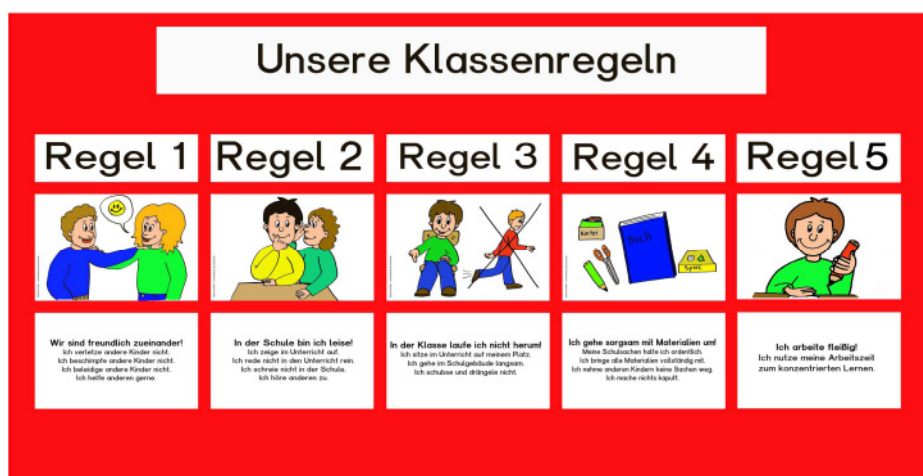 Unsere Klassenregeln
Regel 1
Regel 2
Regel 3
Regel 4
Regel 5
Kartei
Buch
Spiel
Wir sind freundlich zueinander!
Ich verletze andere Kinder nicht.
Ich beschimpfe andere Kinder nicht.
Ich beleidige andere Kinder nicht.
Ich helfe anderen gerne.
In der Schule bin ich leise!
Ich zeige im Unterricht auf.
Ich rede nicht in den Unterricht rein.
Ich schreie nicht in der Schule.
Ich höre anderen zu.
In der Klasse laufe ich nicht herum!
Ich sitze im Unterricht auf meinem Platz.
Ich gehe im Schulgebäude langsam.
Ich schubse und drängele nicht.
Ich gehe sorgsam mit Materialien um!
Meine Schulsachen halte ich ordentlich.
Ich bringe alle Materialien vollständig mit.
Ich nehme anderen Kindern keine Sachen weg.
Ich mache nichts kaputt.
Ich arbeite fleißig!
Ich nutze meine Arbeitszeit
zum konzentrierten Lernen.